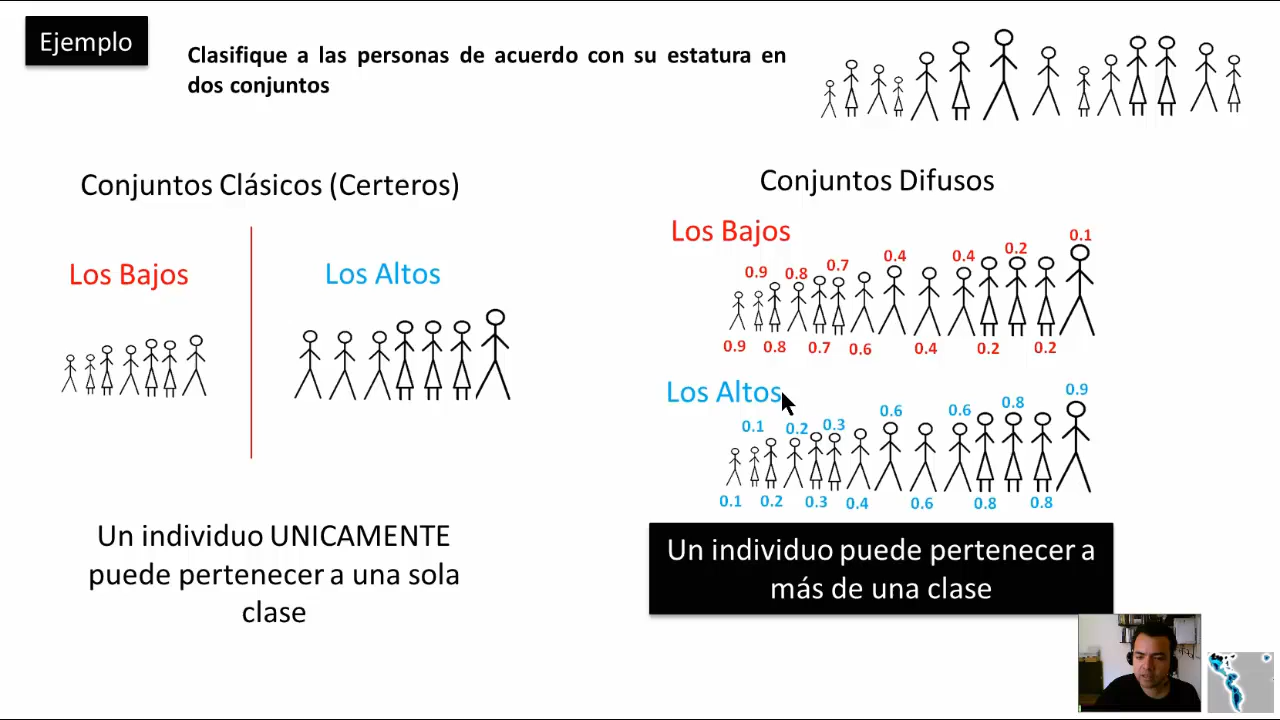 Ejemplo
Clasifique a las personas de acuerdo con su estatura en
dos conjuntos
Conjuntos Clásicos (Certeros)
Los Bajos
Los Altos
Un individuo UNICAMENTE
puede pertenecer a una sola
clase
Conjuntos Difusos
Los Bajos
0.9 0.8 0.7 0.4 0.4 0.2 0.1
0.9 0.8 0.7 0.6 0.4 0.2 0.2
Los Altos
0.1 0.2 0.3 0.6 0.6 0.8 0.9
0.1 0.2 0.3 0.4 0.6 0.8 0.8
Un individuo puede pertenecer a
más de una clase